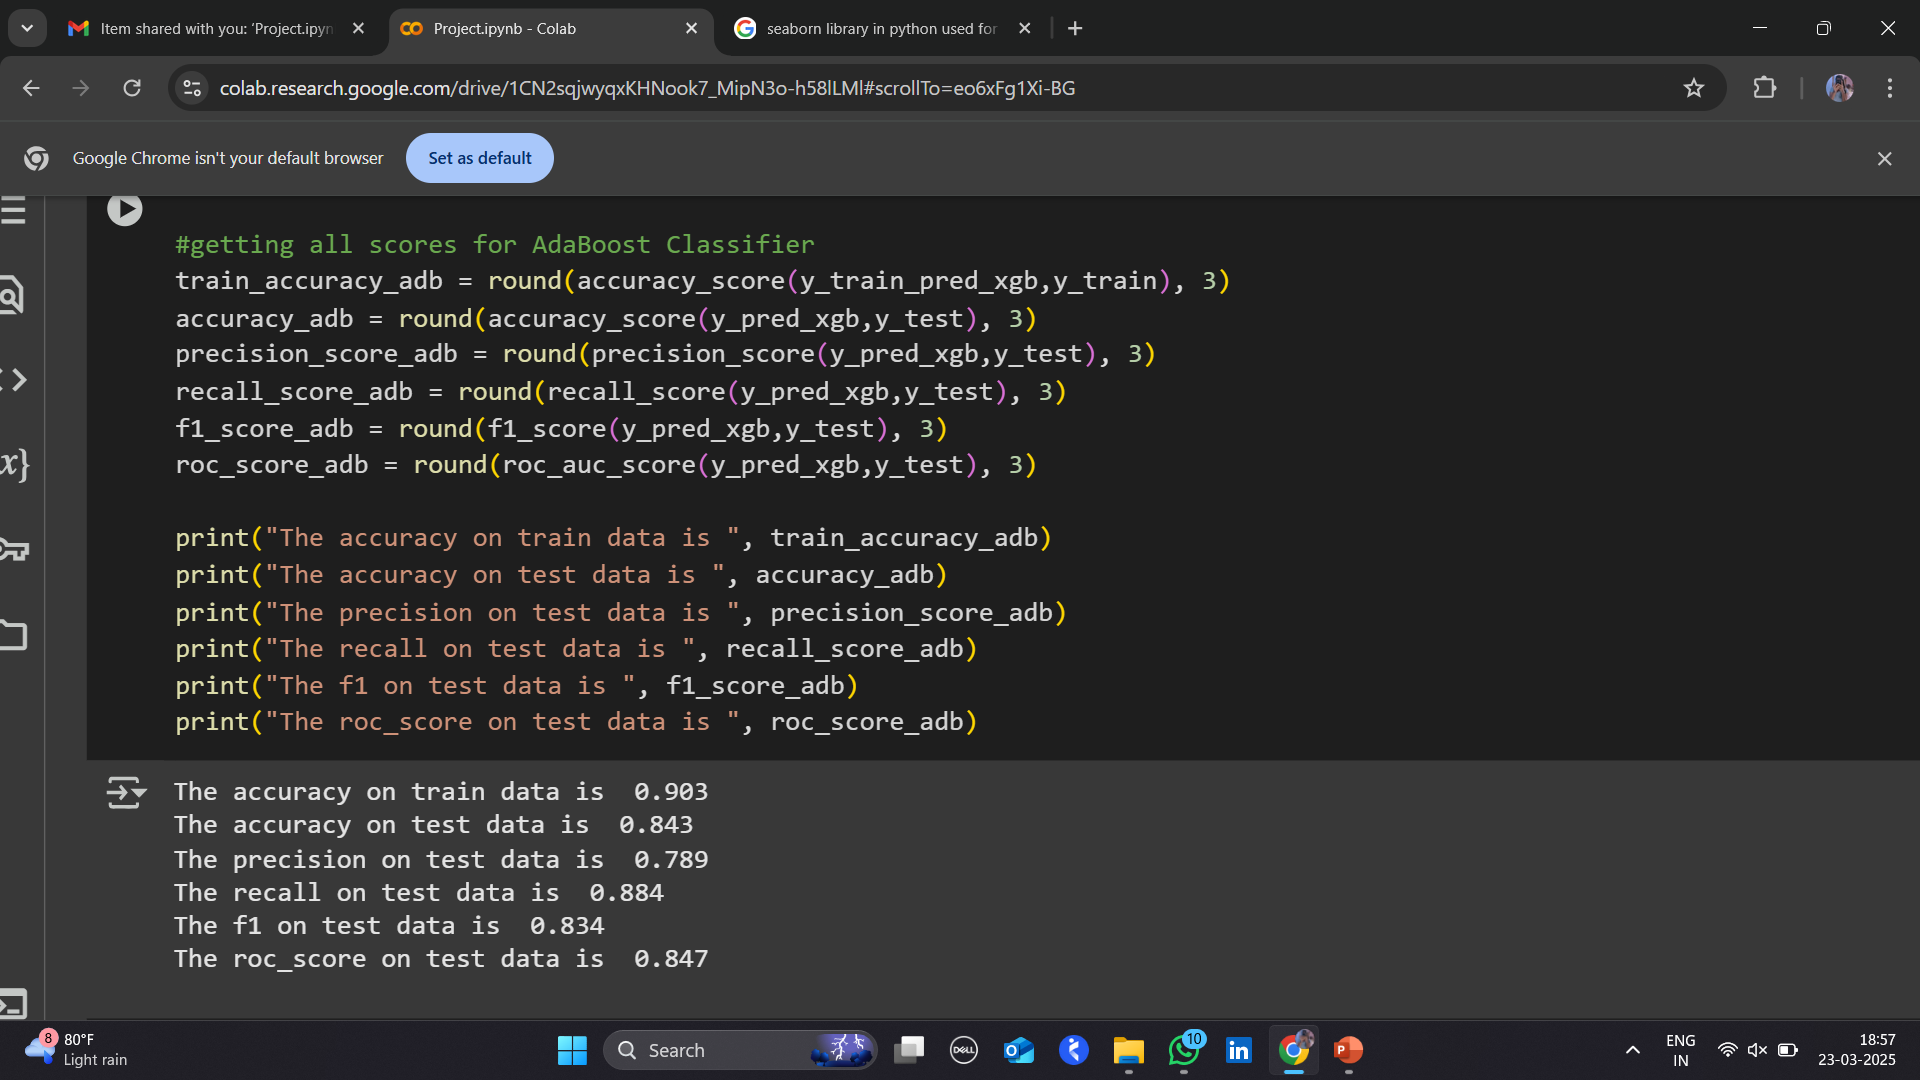 Item shared with you: 'Project.ipyn
Project.ipynb - Colab
seaborn library in python used for
colab.research.google.com/drive/1CN2sqjwyqxKHNook7_MipN3o-h58lLMl#scrollTo=eo6xFg1Xi-BG
Google Chrome isn't your default browser
Set as default
#getting all scores for AdaBoost Classifier
train_accuracy_adb = round(accuracy_score(y_train_pred_xgb,y_train), 3)
accuracy_adb = round(accuracy_score(y_pred_xgb,y_test), 3)
precision_score_adb = round(precision_score(y_pred_xgb,y_test), 3)
recall_score_adb = round(recall_score(y_pred_xgb,y_test), 3)
f1_score_adb = round(f1_score(y_pred_xgb,y_test), 3)
roc_score_adb = round(roc_auc_score(y_pred_xgb,y_test), 3)
print("The accuracy on train data is ", train_accuracy_adb)
print("The accuracy on test data is ", accuracy_adb)
print("The precision on test data is ", precision_score_adb)
print("The recall on test data is ", recall_score_adb)
print("The f1 on test data is ", f1_score_adb)
print("The roc_score on test data is ", roc_score_adb)
The accuracy on train data is  0.903
The accuracy on test data is  0.843
The precision on test data is  0.789
The recall on test data is  0.884
The f1 on test data is  0.834
The roc_score on test data is  0.847
8
80°F
Light rain
Search
DELL
10
ENG
IN
18:57
23-03-2025